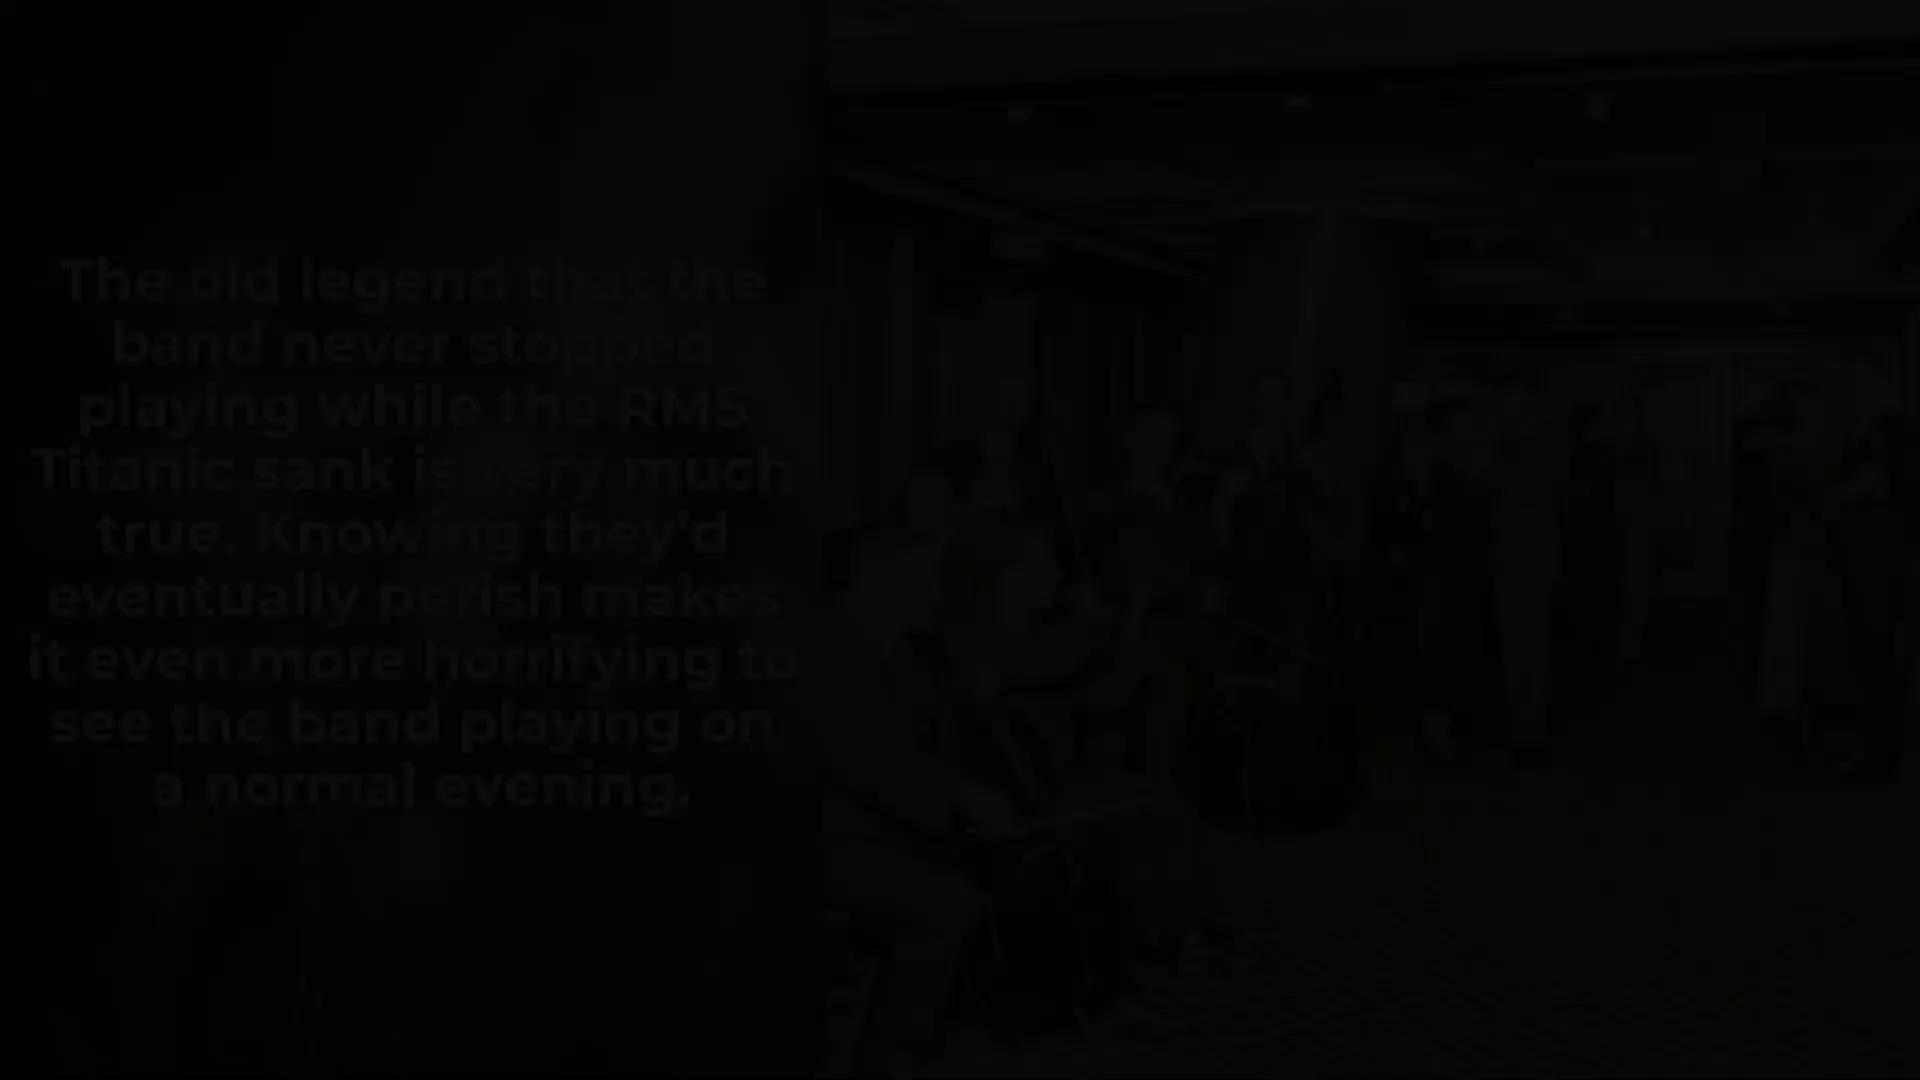 The old legend that the
band never stopped
playing while the RMS
Titanic sank is very much
true. Knowing they'd
eventually perish makes
it even more horrifying to
see the band playing on
a normal evening.